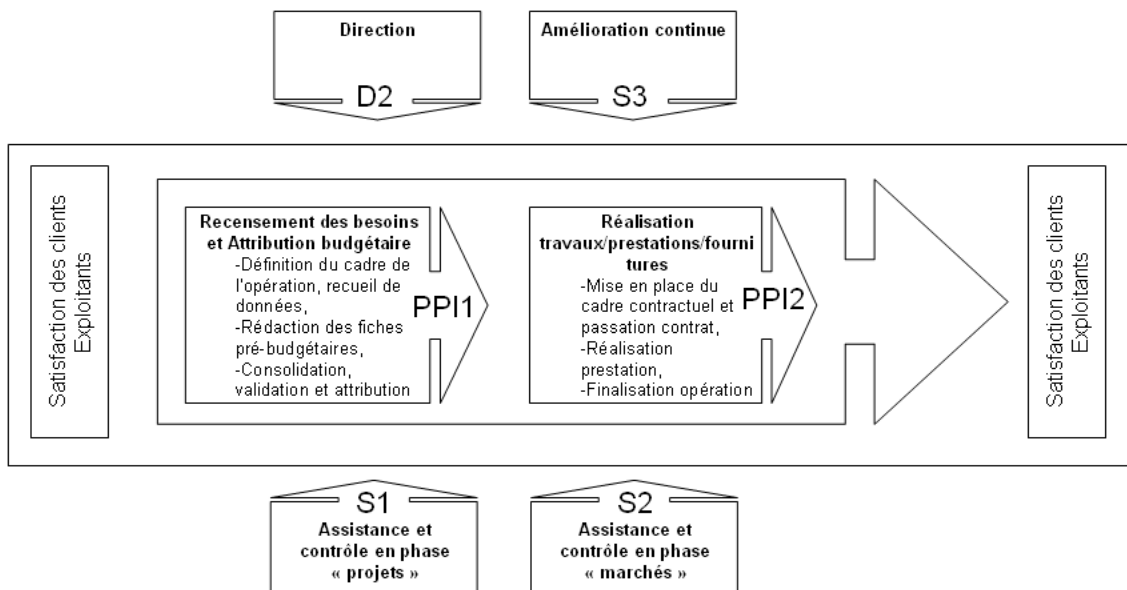 Direction
D2
Amélioration continue
S3
Satisfaction des clients
Exploitants
Recensement des besoins
et Attribution budgétaire
-Définition du cadre de
l'opération, recueil de
données,
-Rédaction des fiches
pré-budgétaires,
-Consolidation,
validation et attribution
PPI1
Réalisation
travaux/prestations/fourni
tures
-Mise en place du
cadre contractuel et
passation contrat,
-Réalisation
prestation,
-Finalisation opération
PPI2
Satisfaction des clients
Exploitants
S1
Assistance et
contrôle en phase
« projets »
S2
Assistance et
contrôle en phase
« marchés »